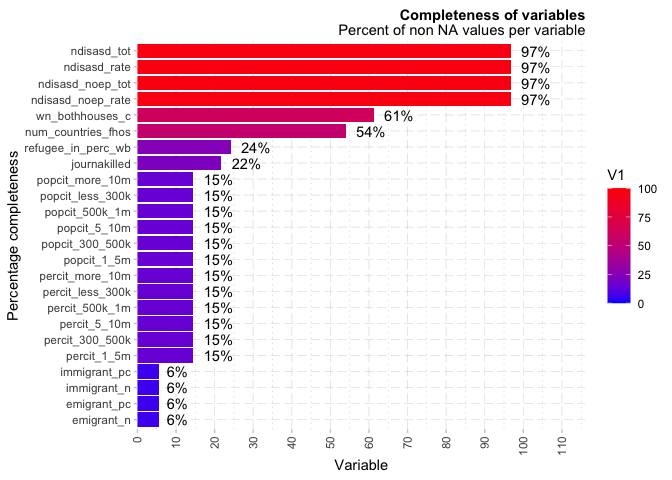 Completeness of variables
Percent of non NA values per variable
ndisasd_tot 97%
ndisasd_rate 97%
ndisasd_noep_tot 97%
ndisasd_noep_rate 97%
wn_bothhouses_c 61%
num_countries_fhos 54%
refugee_in_perc_wb 24%
journakilled 22%
popcit_more_10m 15%
popcit_less_300k 15%
popcit_500k_1m 15%
popcit_5_10m 15%
popcit_300_500k 15%
popcit_1_5m 15%
percit_more_10m 15%
percit_less_300k 15%
percit_500k_1m 15%
percit_5_10m 15%
percit_300_500k 15%
percit_1_5m 15%
immigrant_pc 6%
immigrant_n 6%
emigrant_pc 6%
emigrant_n 6%
0 10 20 30 40 50 60 70 80 90 100 110
Variable
Percentage completeness
V1
100
75
50
25
0